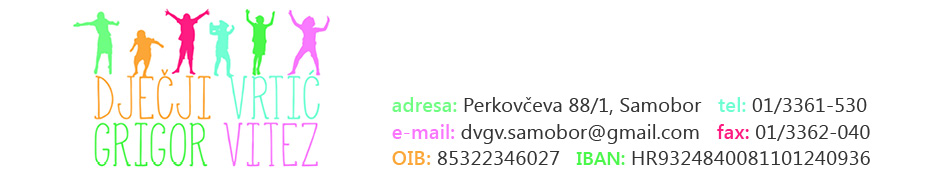 DJEČJI VRTIĆ
GRIGOR VITEZ
adresa: Perkovčeva 88/1, Samobor tel: 01/3361-530
e-mail: dvgv.samobor@gmail.com fax: 01/3362-040
OIB: 85322346027 IBAN: HR9324840081101240936